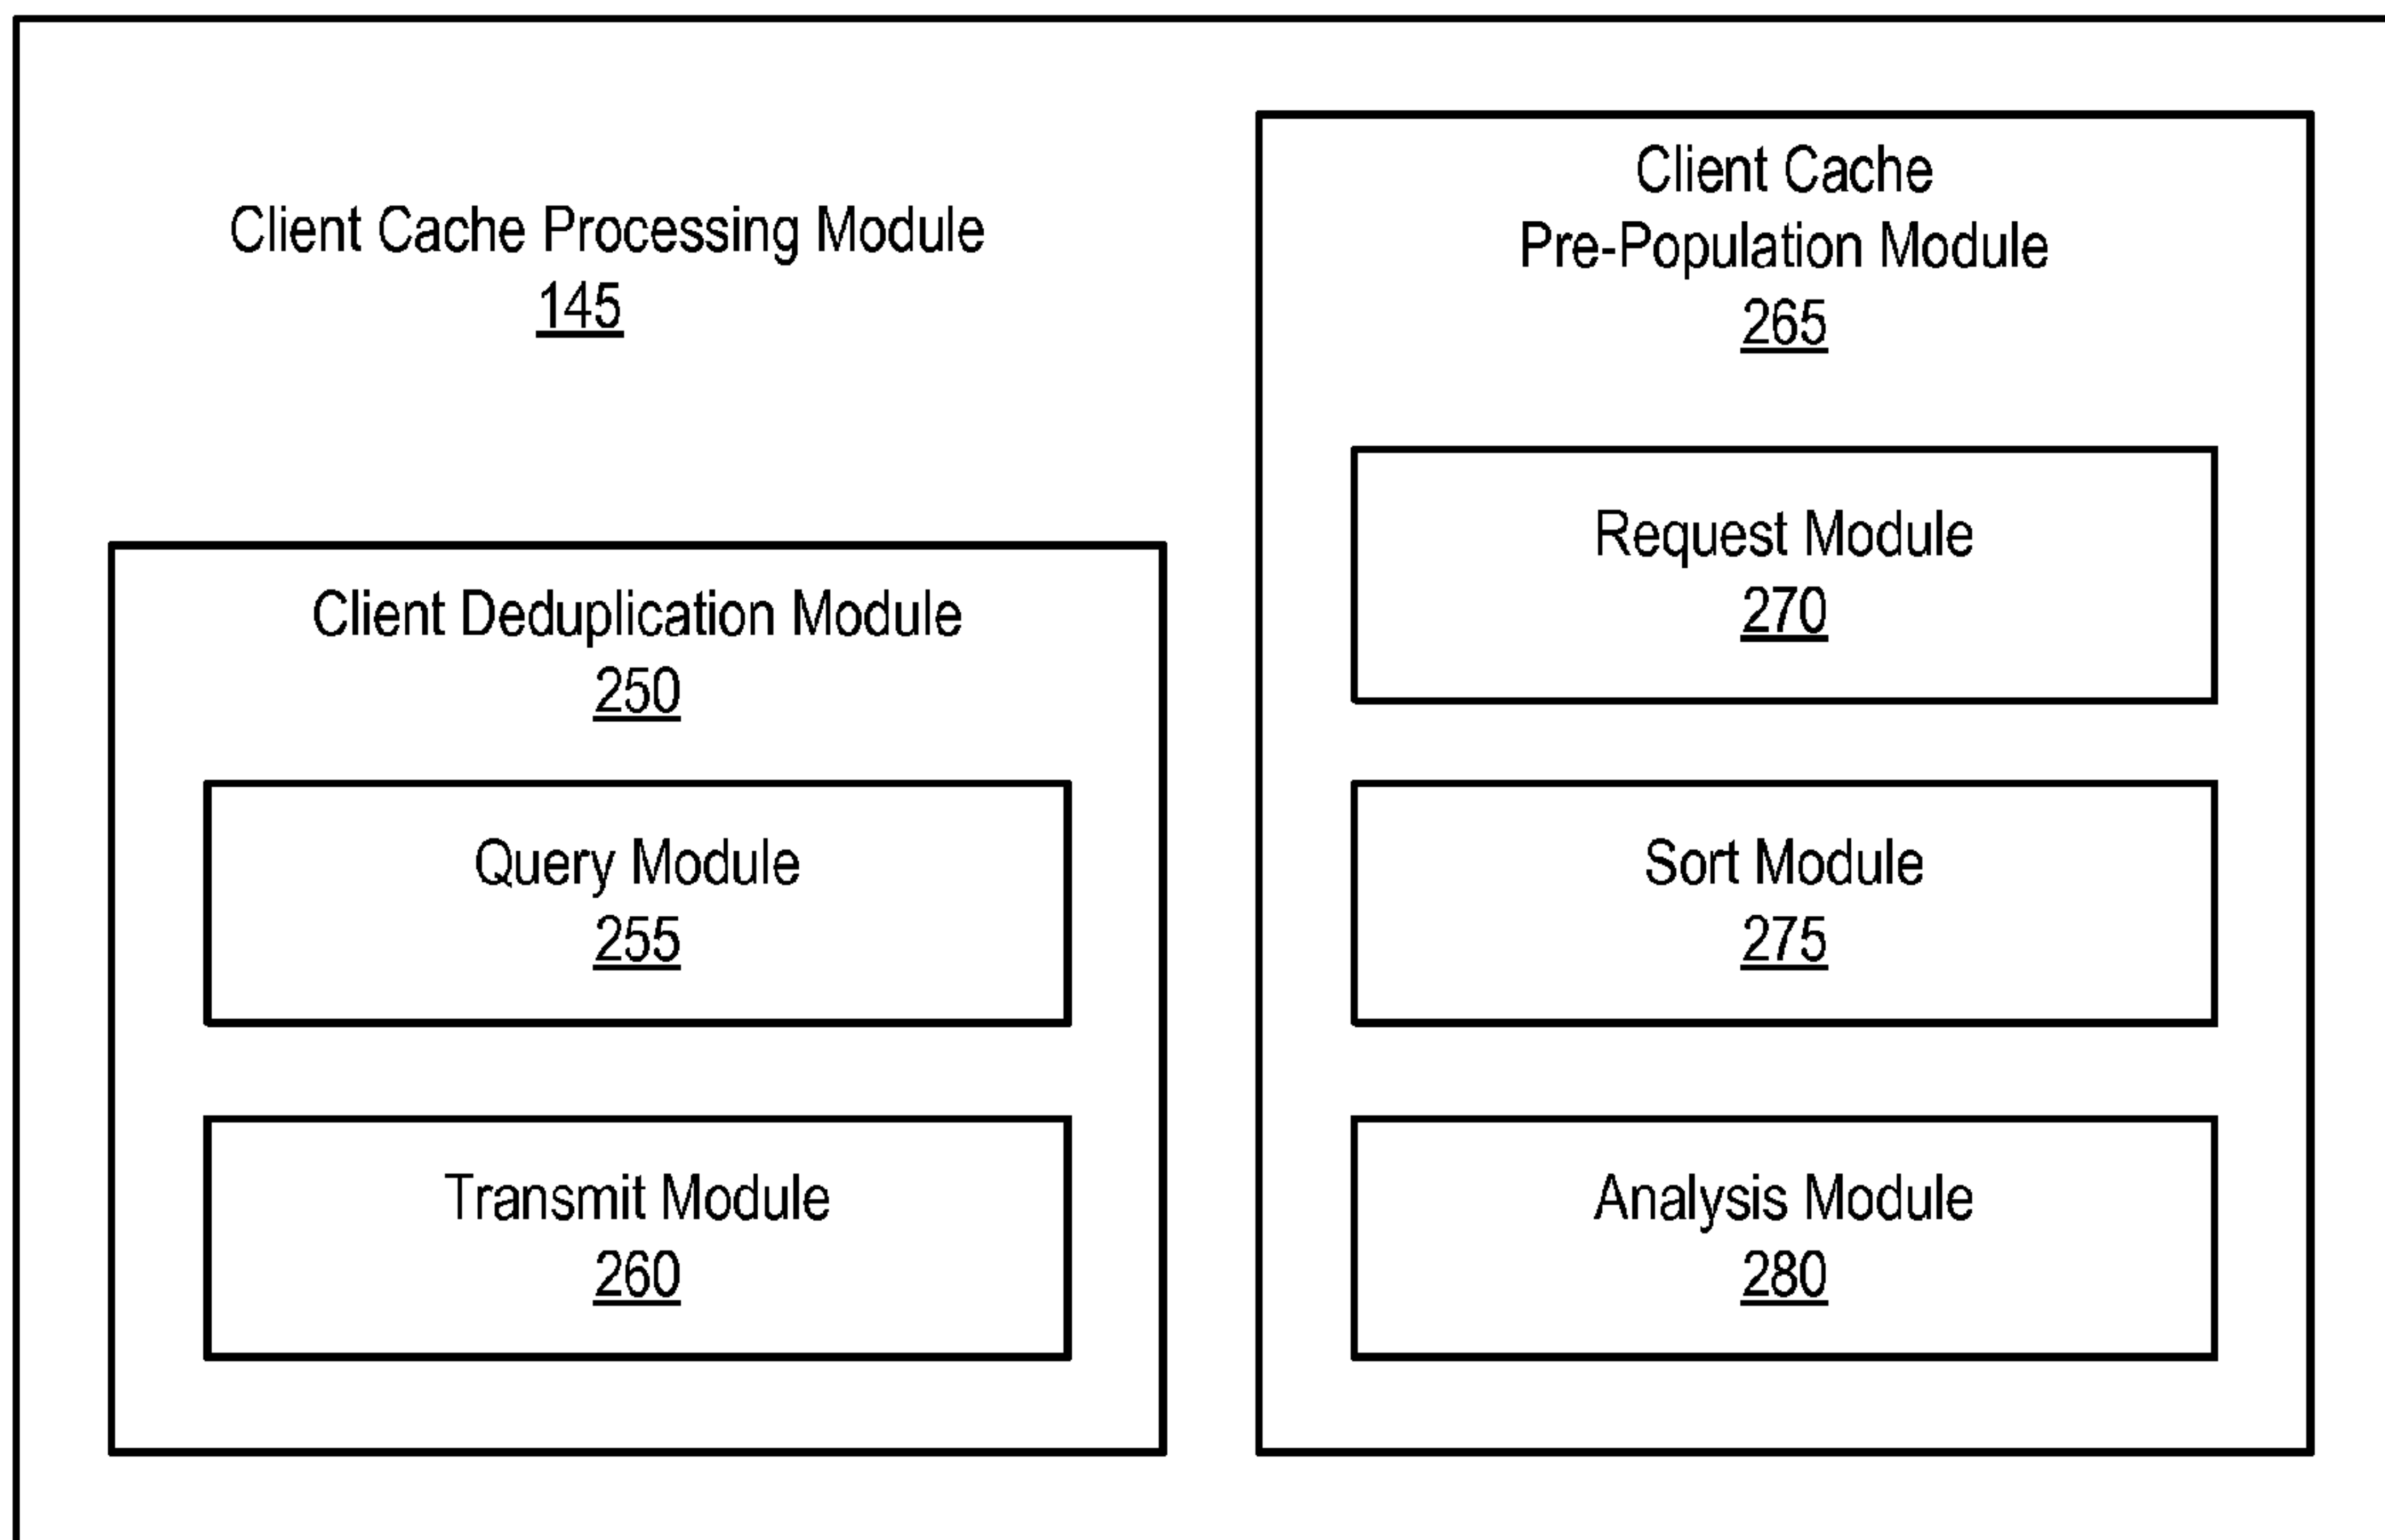 Client Cache Processing Module
145
Client Deduplication Module
250
Query Module
255
Transmit Module
260
Client Cache
Pre-Population Module
265
Request Module
270
Sort Module
275
Analysis Module
280